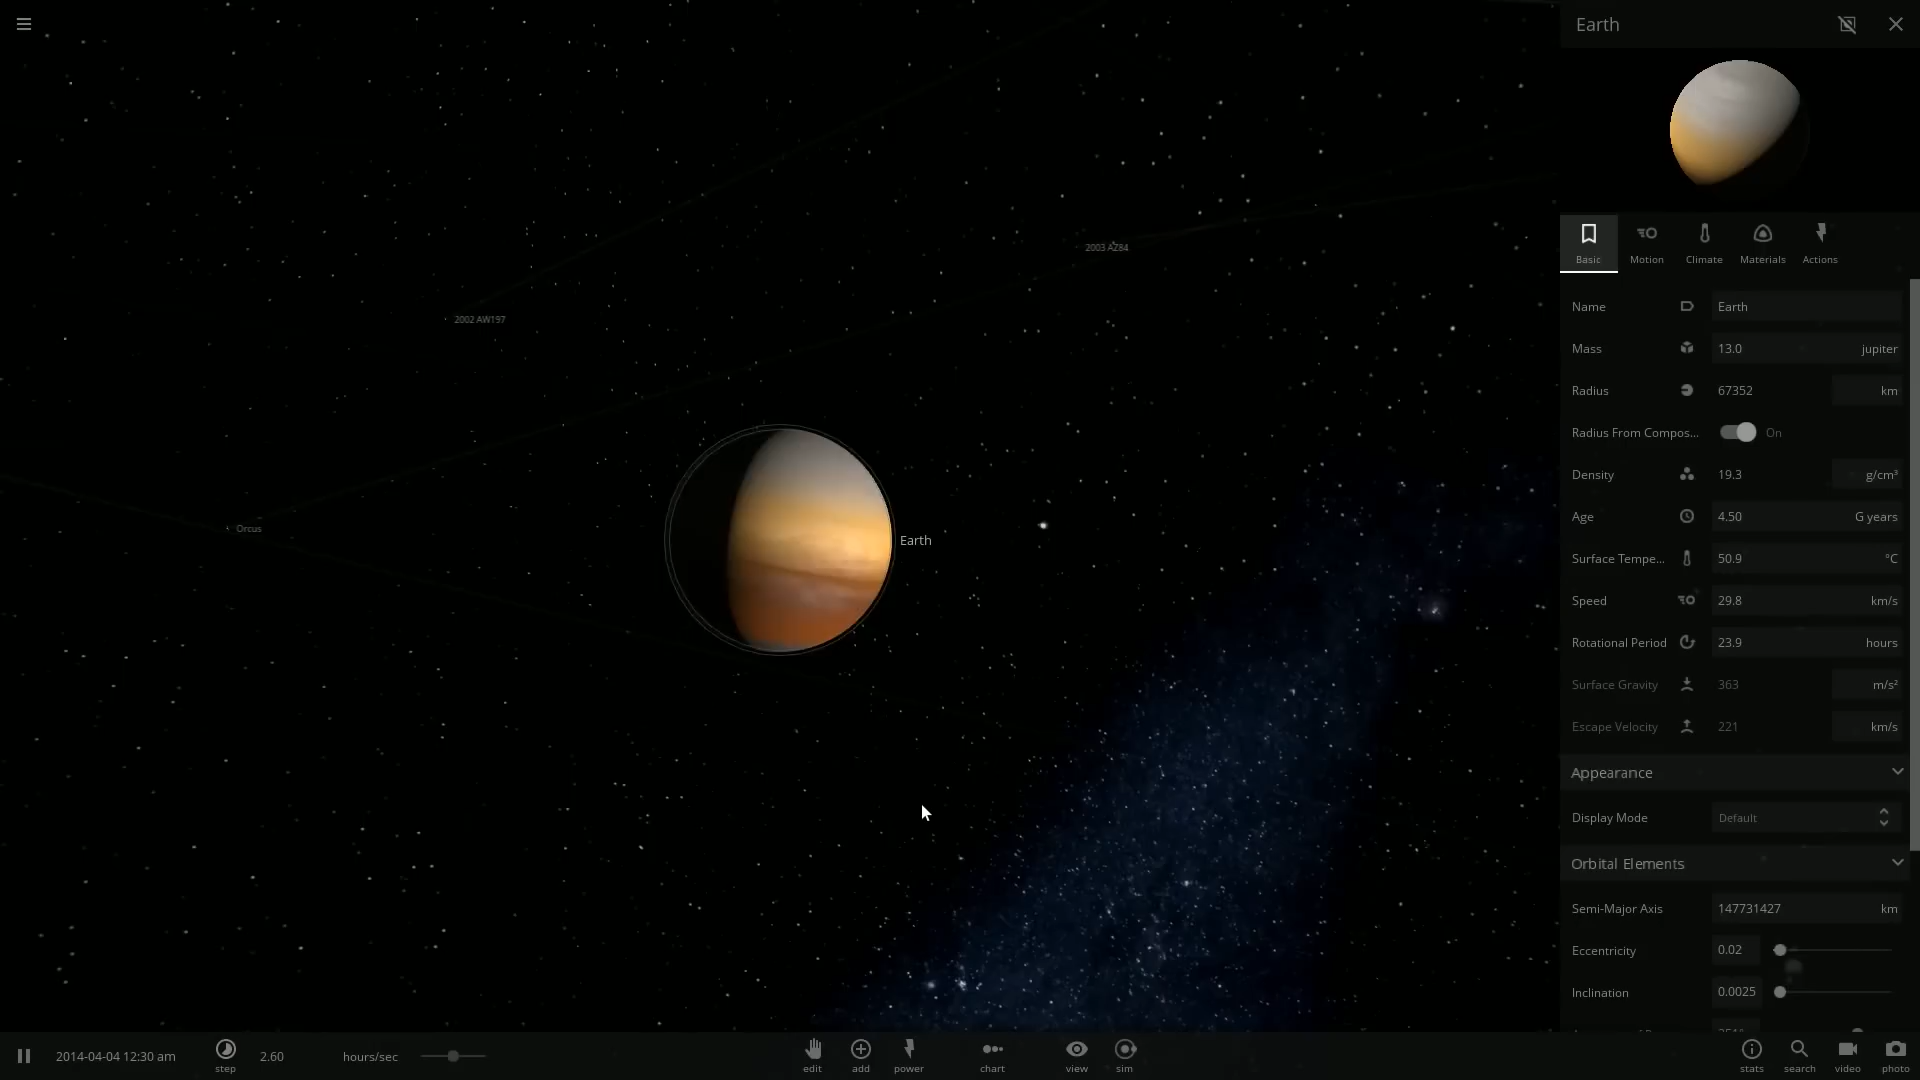 Earth
Basic
Motion
Climate
Materials
Actions
Name Earth
Mass 13.0 jupiter
Radius 67352 km
Radius From Compos... On
Density 19.3 g/cm³
Age 4.50 G years
Surface Tempe... 50.9 °C
Speed 29.8 km/s
Rotational Period 23.9 hours
Surface Gravity 363 m/s²
Escape Velocity 221 km/s
Appearance
Display Mode Default
Orbital Elements
Semi-Major Axis 147731427 km
Eccentricity 0.02
Inclination 0.0025
2003 AZ84
2002 AW197
Orcus
Earth
2014-04-04 12:30 am
step
2.60 hours/sec
edit
add
power
chart
view
sim
stats
search
video
photo